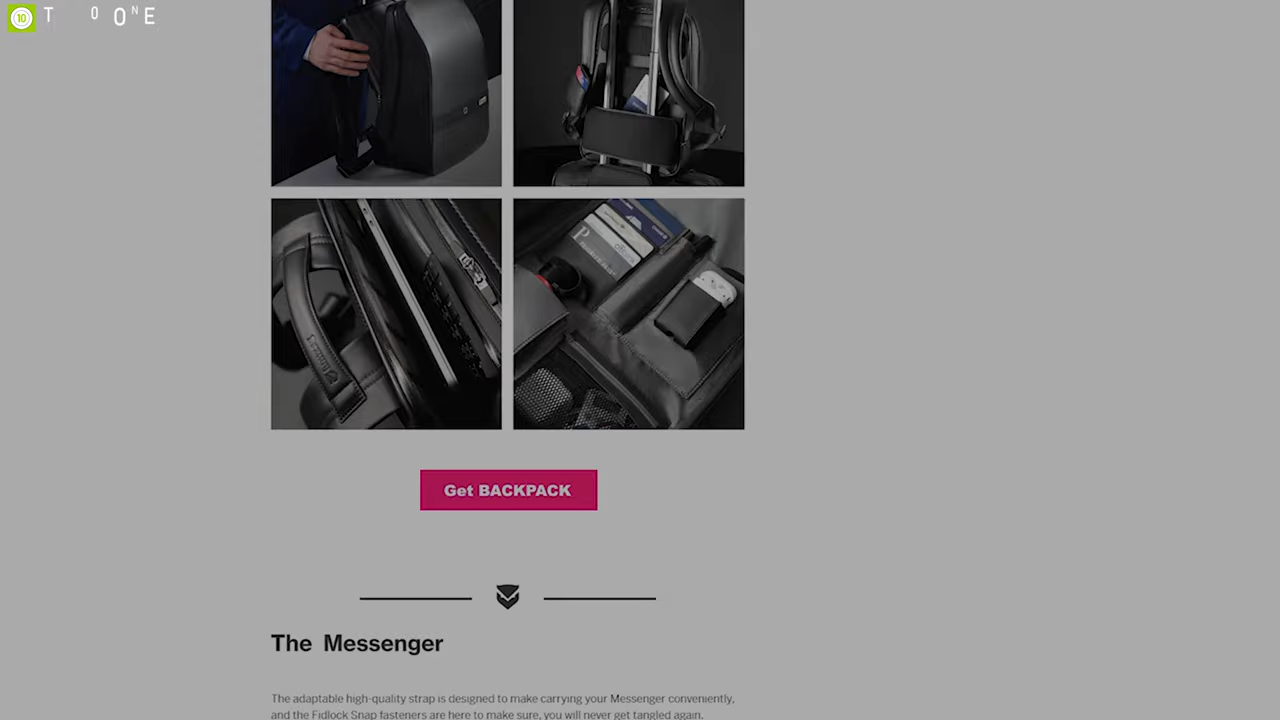 10
T O O N E
Get BACKPACK
The Messenger
The adaptable high-quality strap is designed to make carrying your Messenger conveniently,
and the Fidlock Snap fasteners are here to make sure, you will never get tangled again.